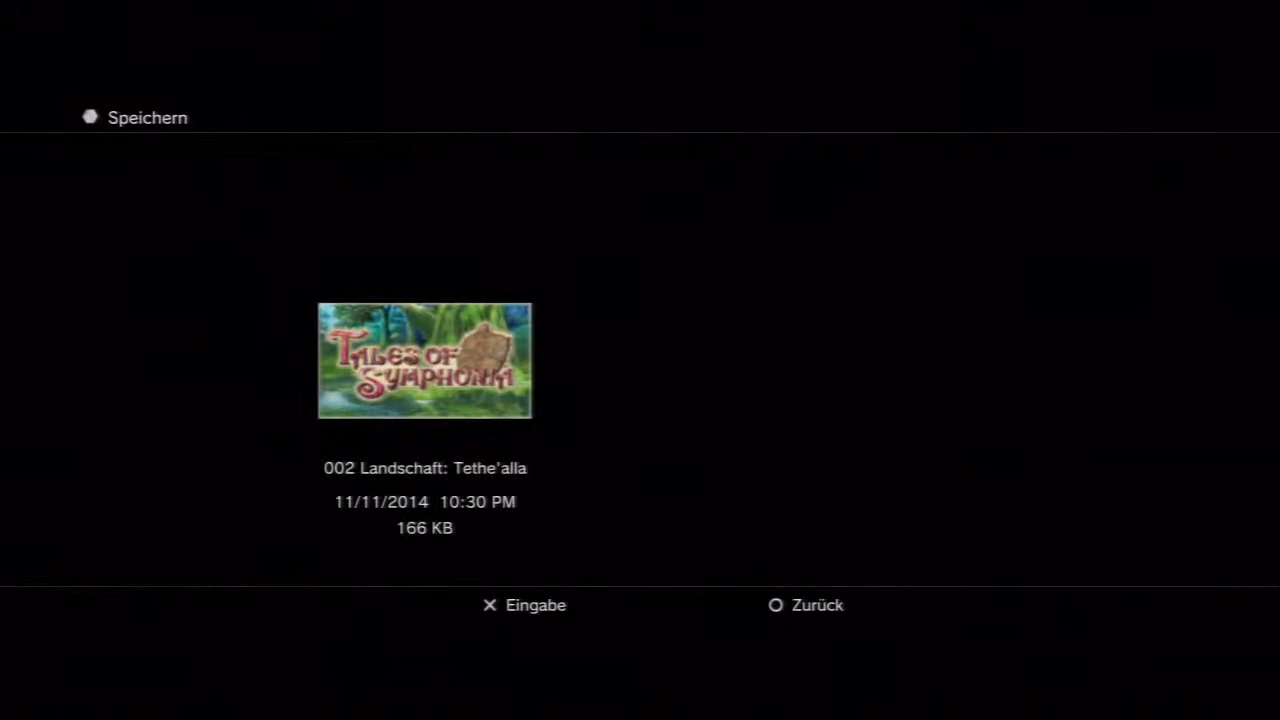 Speichern
TALES OF
SYMPHONIA
002 Landschaft: Tethe'alla
11/11/2014 10:30 PM
166 KB
Eingabe
Zurück